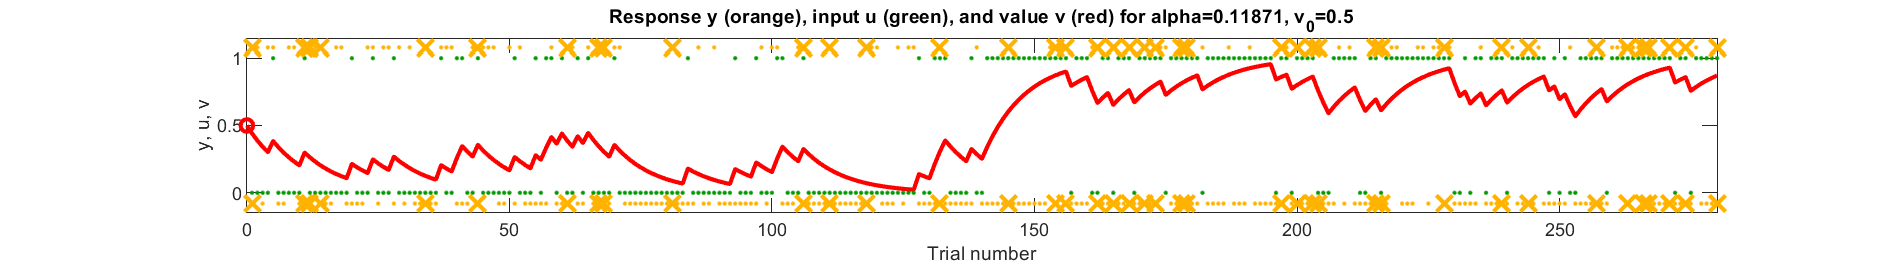 Response y (orange), input u (green), and value v (red) for alpha=0.11871, v0=0.5
1
0.5
0
y, u, v
0 50 100 150 200 250
Trial number